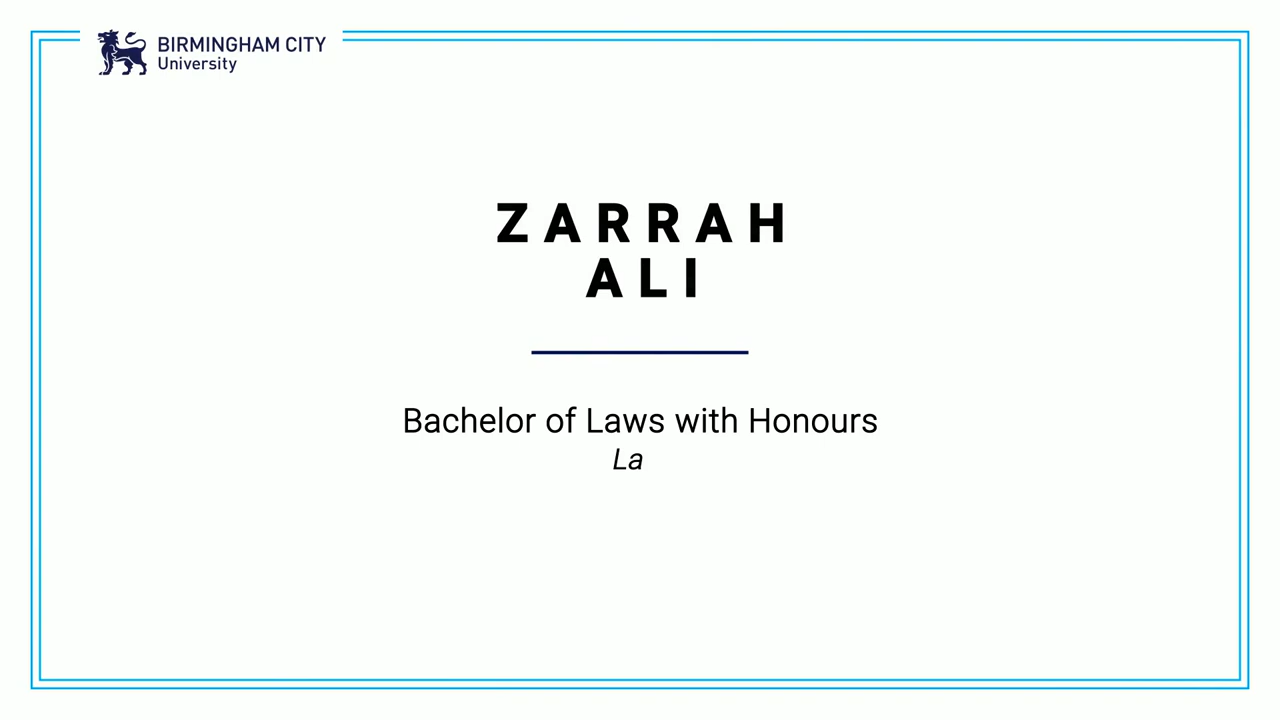 BIRMINGHAM CITY
University
ZARRAH
ALI
Bachelor of Laws with Honours
La